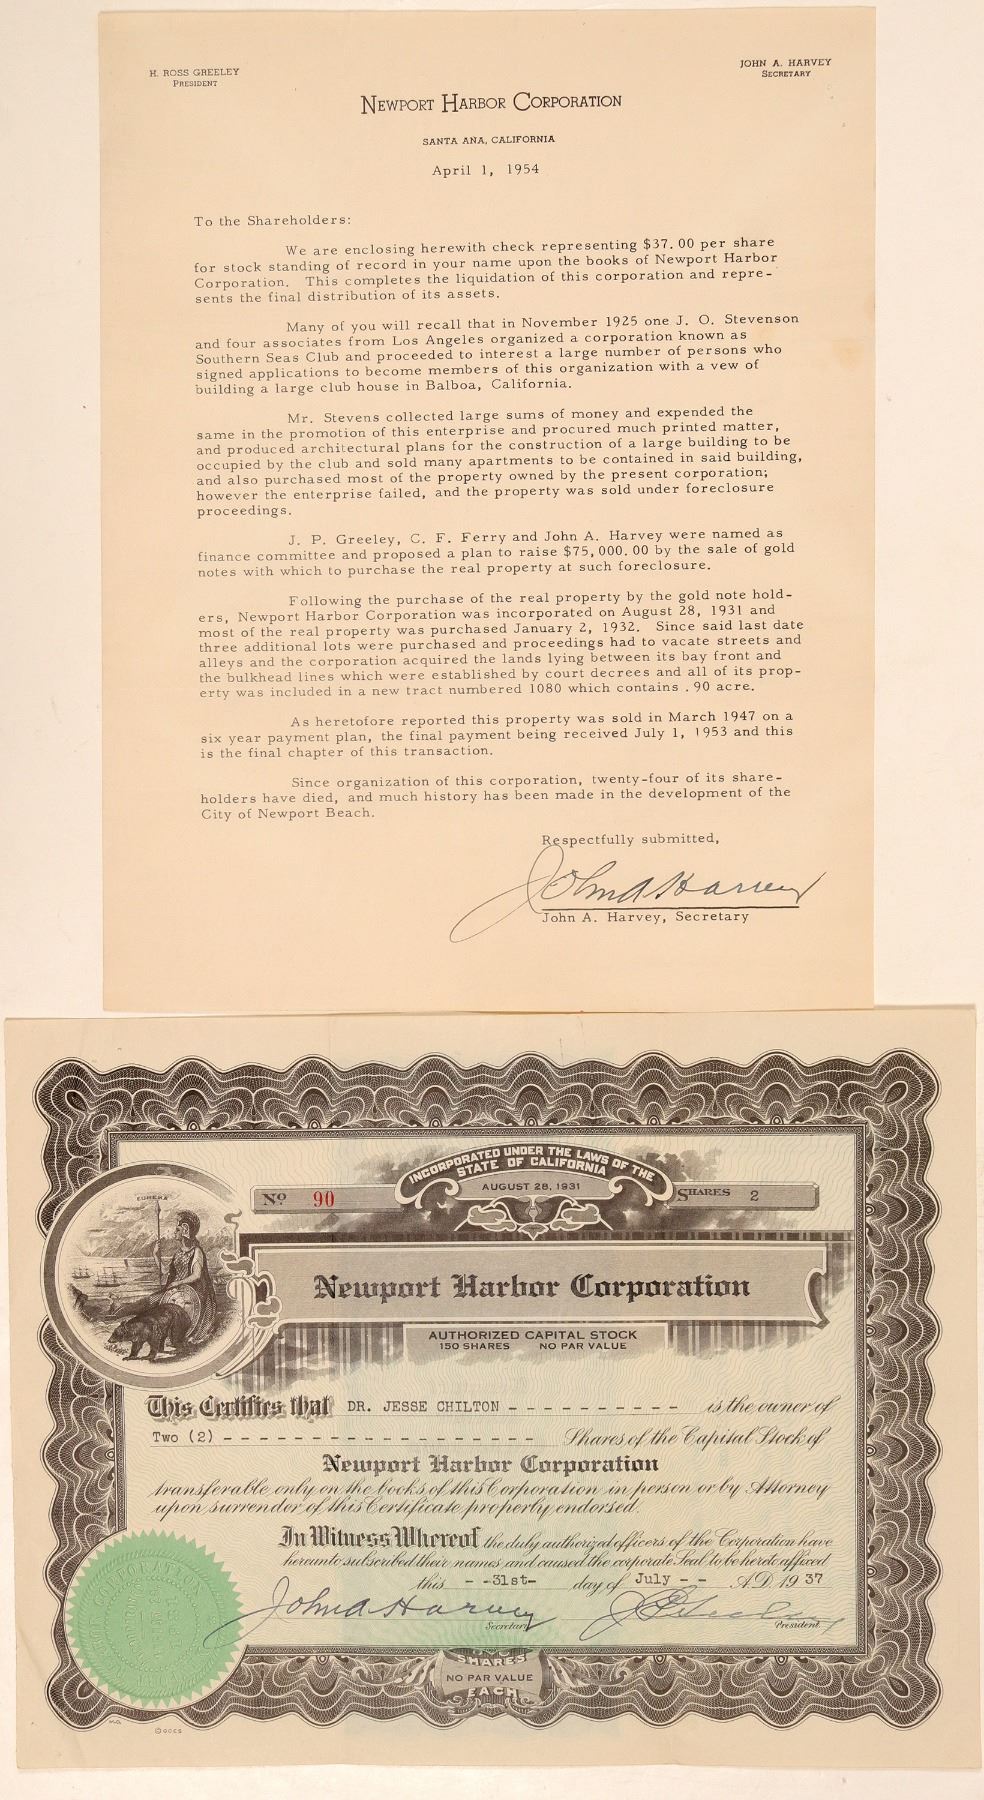 H. ROSS GREELEY
PRESIDENT
JOHN A. HARVEY
SECRETARY
NEWPORT HARBOR CORPORATION
SANTA ANA, CALIFORNIA
April 1, 1954
To the Shareholders:
We are enclosing herewith check representing $37.00 per share
for stock standing of record in your name upon the books of Newport Harbor
Corporation. This completes the liquidation of this corporation and repre-
sents the final distribution of its assets.
Many of you will recall that in November 1925 one J. O. Stevenson
and four associates from Los Angeles organized a corporation known as
Southern Seas Club and proceeded to interest a large number of persons who
signed applications to become members of this organization with a vew of
building a large club house in Balboa, California.
Mr. Stevens collected large sums of money and expended the
same in the promotion of this enterprise and procured much printed matter,
and produced architectural plans for the construction of a large building to be
occupied by the club and sold many apartments to be contained in said building,
and also purchased most of the property owned by the present corporation;
however the enterprise failed, and the property was sold under foreclosure
proceedings.
J. P. Greeley, C. F. Ferry and John A. Harvey were named as
finance committee and proposed a plan to raise $75,000.00 by the sale of gold
notes with which to purchase the real property at such foreclosure.
Following the purchase of the real property by the gold note hold-
ers, Newport Harbor Corporation was incorporated on August 28, 1931 and
most of the real property was purchased January 2, 1932. Since said last date
three additional lots were purchased and proceedings had to vacate streets and
alleys and the corporation acquired the lands lying between its bay front and
the bulkhead lines which were established by court decrees and all of its prop-
erty was included in a new tract numbered 1080 which contains .90 acre.
As heretofore reported this property was sold in March 1947 on a
six year payment plan, the final payment being received July 1, 1953 and this
is the final chapter of this transaction.
Since organization of this corporation, twenty-four of its share-
holders have died, and much history has been made in the development of the
City of Newport Beach.
Respectfully submitted,
John A Harvey
John A. Harvey, Secretary
INCORPORATED UNDER THE LAWS OF THE
STATE OF CALIFORNIA
AUGUST 28, 1931
EUREKA
No. 90
SHARES 2
Newport Harbor Corporation
AUTHORIZED CAPITAL STOCK
150 SHARES NO PAR VALUE
This Certifies that DR. JESSE CHILTON - - - - - - - - - - is the owner of
Two (2) - - - - - - - - - - - - - - - - - - Shares of the Capital Stock of
Newport Harbor Corporation
transferable only on the books of this Corporation in person or by Attorney
upon surrender of this Certificate properly endorsed.
In Witness Whereof the duly authorized officers of the Corporation have
hereunto subscribed their names and caused the corporate Seal to be hereto affixed
this - -31st- day of July - - A.D. 19 37
John A Harvey
Secretary
President
SHARES
NO PAR VALUE
EACH
© GOES